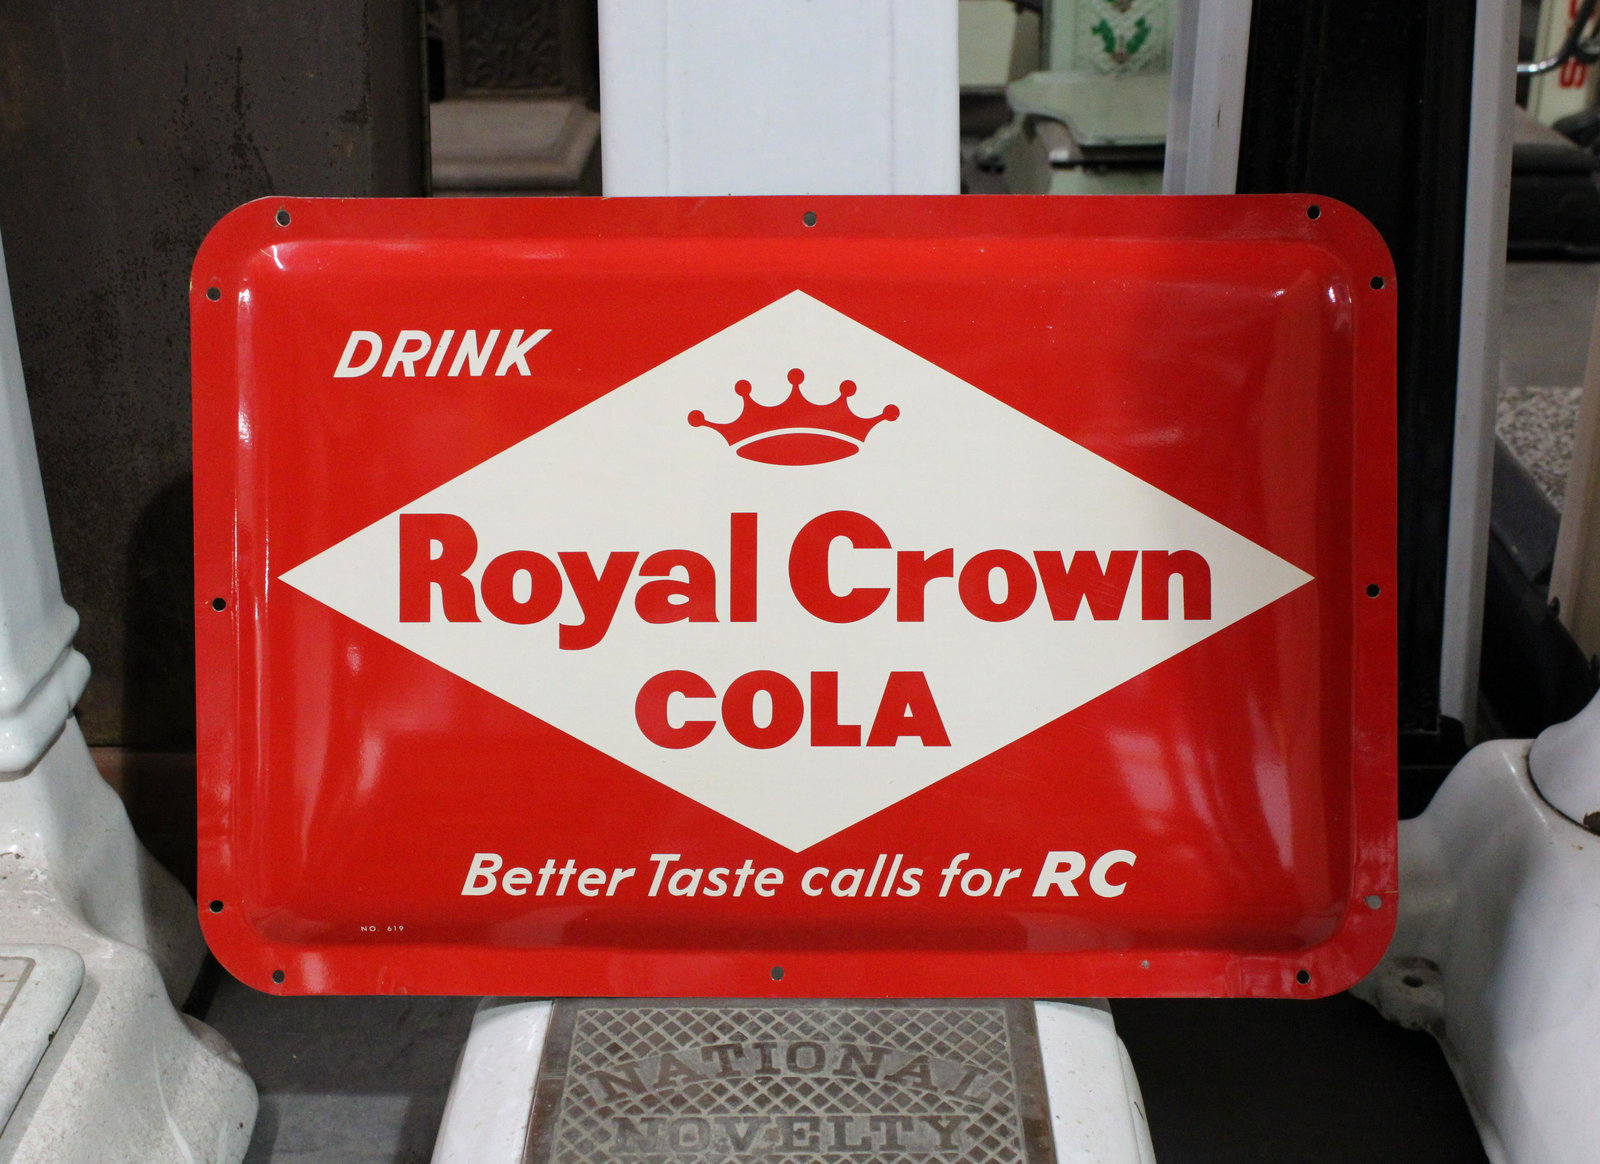 DRINK
Royal Crown
COLA
Better Taste calls for RC
NO. 619
NATIONAL
NOVELTY